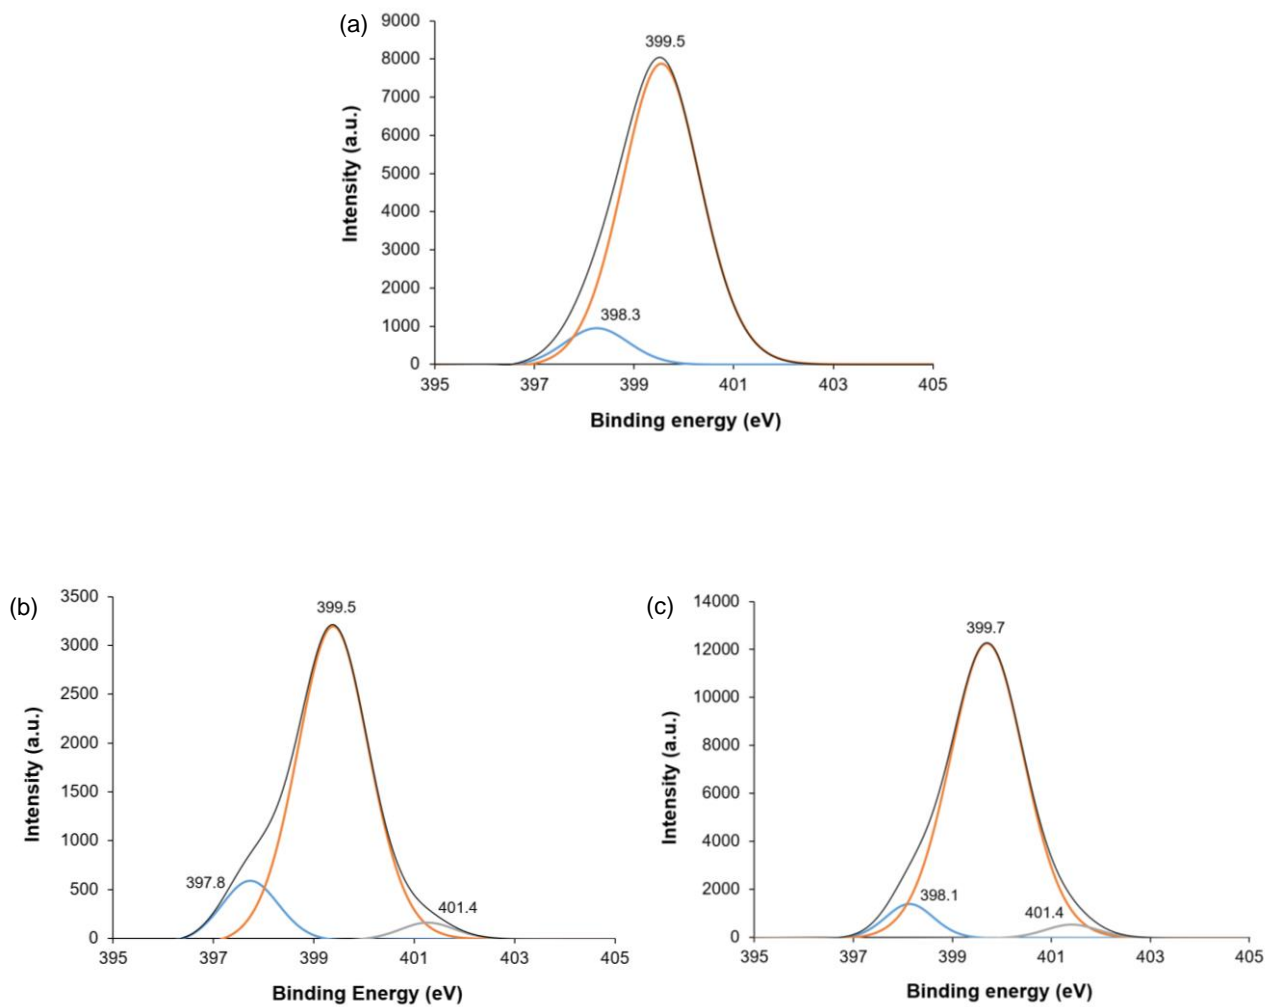 (a)
9000
8000
7000
6000
5000
4000
3000
2000
1000
0
Intensity (a.u.)
399.5
398.3
395 397 399 401 403 405
Binding energy (eV)
(b)
3500
3000
2500
2000
1500
1000
500
0
Intensity (a.u.)
399.5
397.8
401.4
395 397 399 401 403 405
Binding Energy (eV)
(c)
14000
12000
10000
8000
6000
4000
2000
0
Intensity (a.u.)
399.7
398.1
401.4
395 397 399 401 403 405
Binding energy (eV)